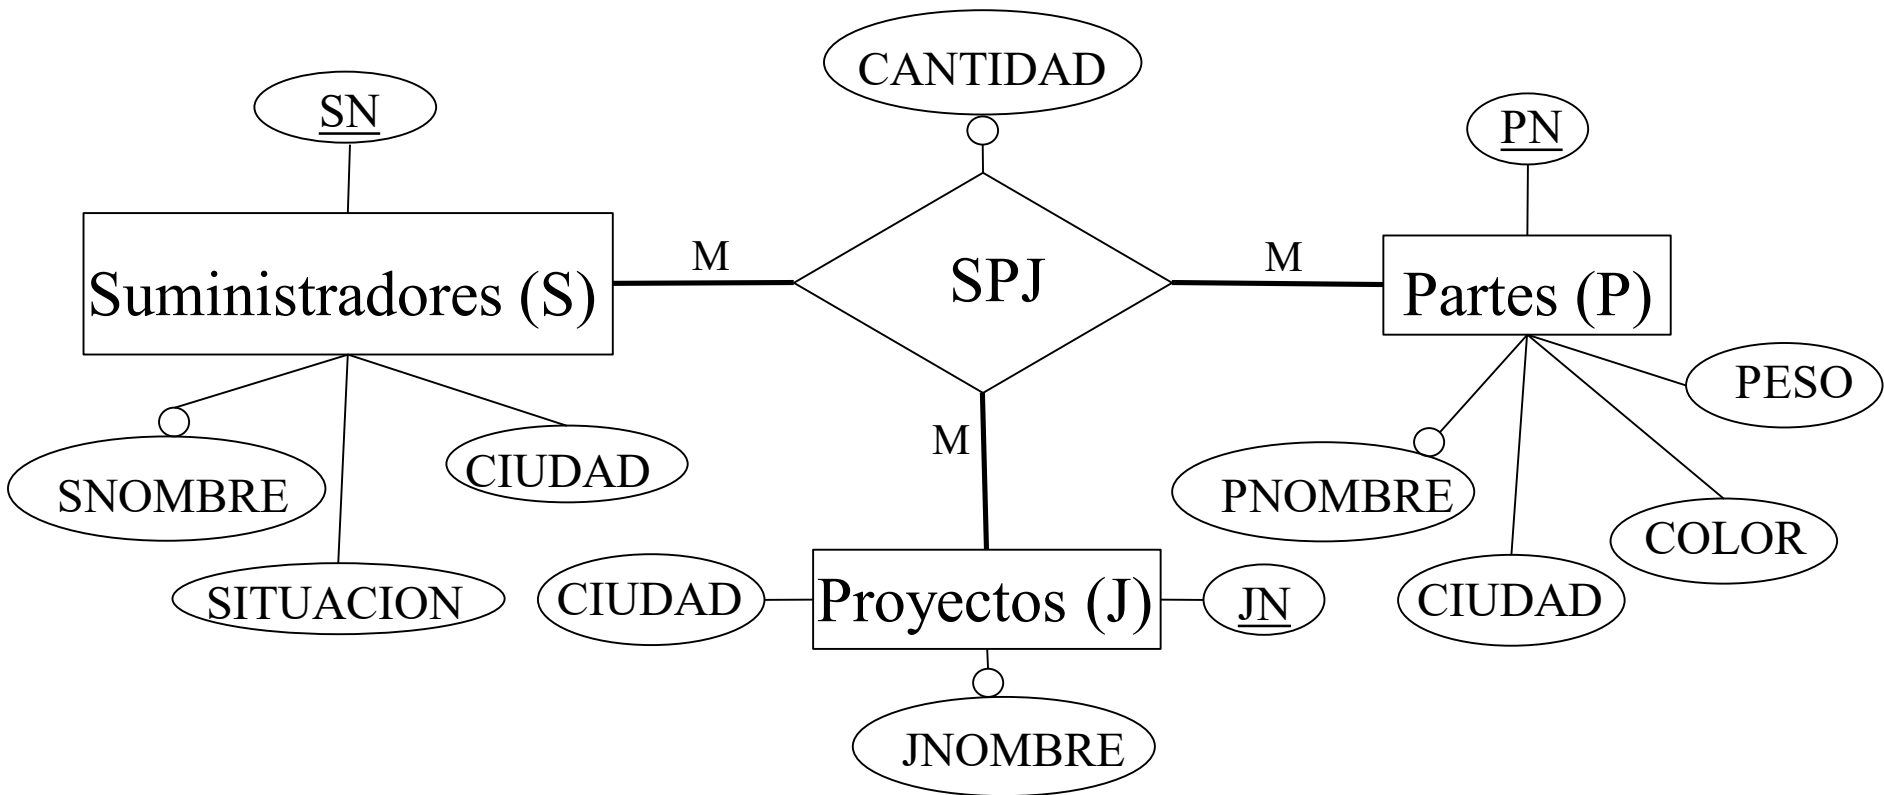 CANTIDAD
SN
PN
M
M
SPJ
Suministradores (S)
Partes (P)
PESO
M
CIUDAD
SNOMBRE
PNOMBRE
COLOR
SITUACION
CIUDAD
Proyectos (J)
JN
CIUDAD
JNOMBRE